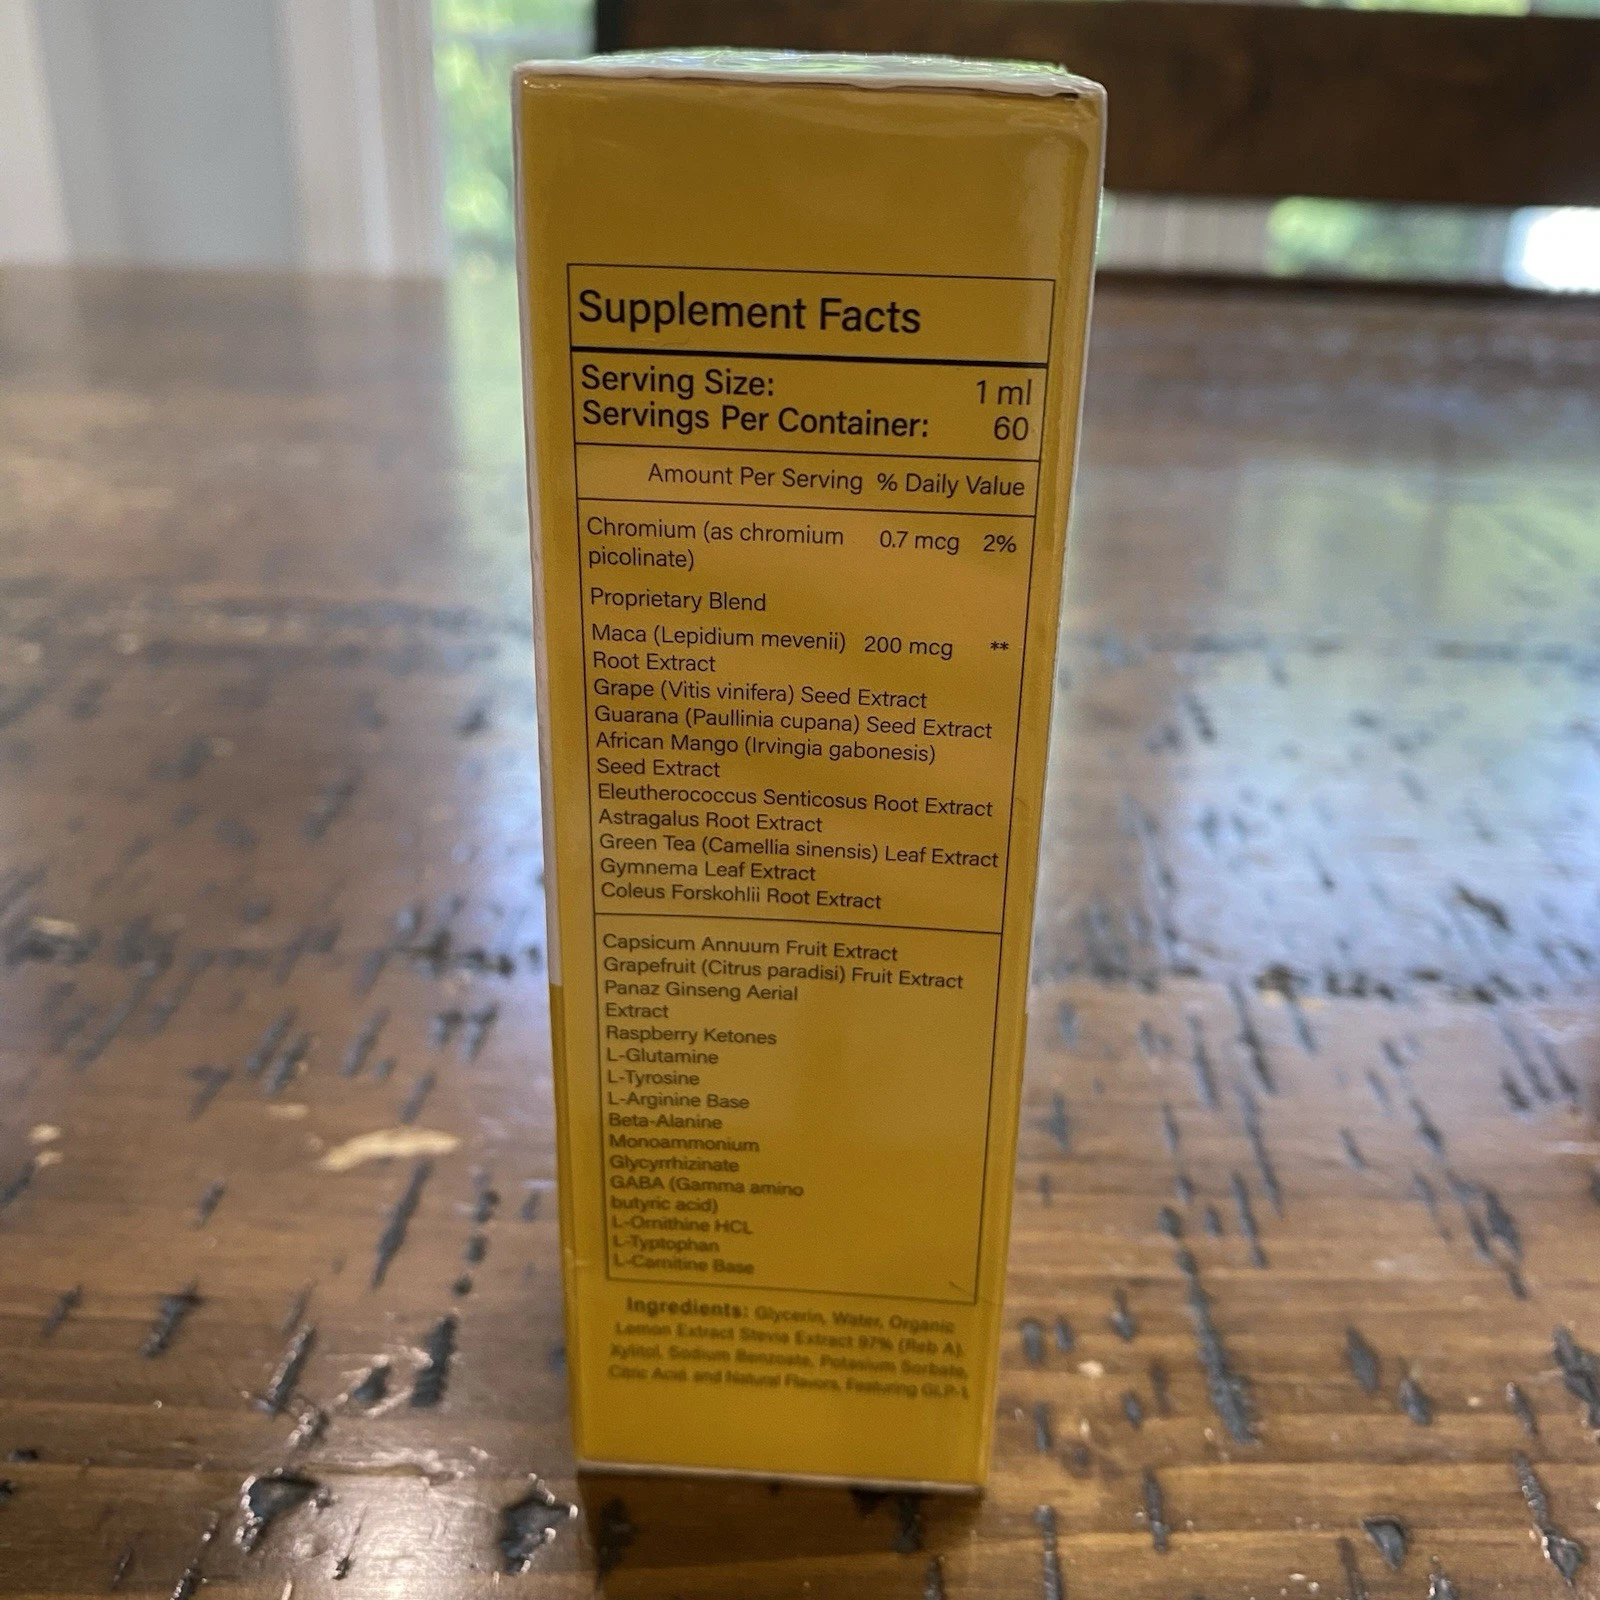 Supplement Facts
Serving Size: 1 ml
Servings Per Container: 60
Amount Per Serving % Daily Value
Chromium (as chromium 0.7 mcg 2%
picolinate)
Proprietary Blend
Maca (Lepidium mevenii) 200 mcg **
Root Extract
Grape (Vitis vinifera) Seed Extract
Guarana (Paullinia cupana) Seed Extract
African Mango (Irvingia gabonesis)
Seed Extract
Eleutherococcus Senticosus Root Extract
Astragalus Root Extract
Green Tea (Camellia sinensis) Leaf Extract
Gymnema Leaf Extract
Coleus Forskohlii Root Extract
Capsicum Annuum Fruit Extract
Grapefruit (Citrus paradisi) Fruit Extract
Panaz Ginseng Aerial
Extract
Raspberry Ketones
L-Glutamine
L-Tyrosine
L-Arginine Base
Beta-Alanine
Monoammonium
Glycyrrhizinate
GABA (Gamma amino
butyric acid)
L-Ornithine HCL
L-Typtophan
L-Carnitine Base
Ingredients: Glycerin, Water, Organic
Lemon Extract Stevia Extract 97% (Reb A),
Xylitol, Sodium Benzoate, Potasium Sorbate,
Citric Acid, and Natural Flavors, Featuring GLP-1